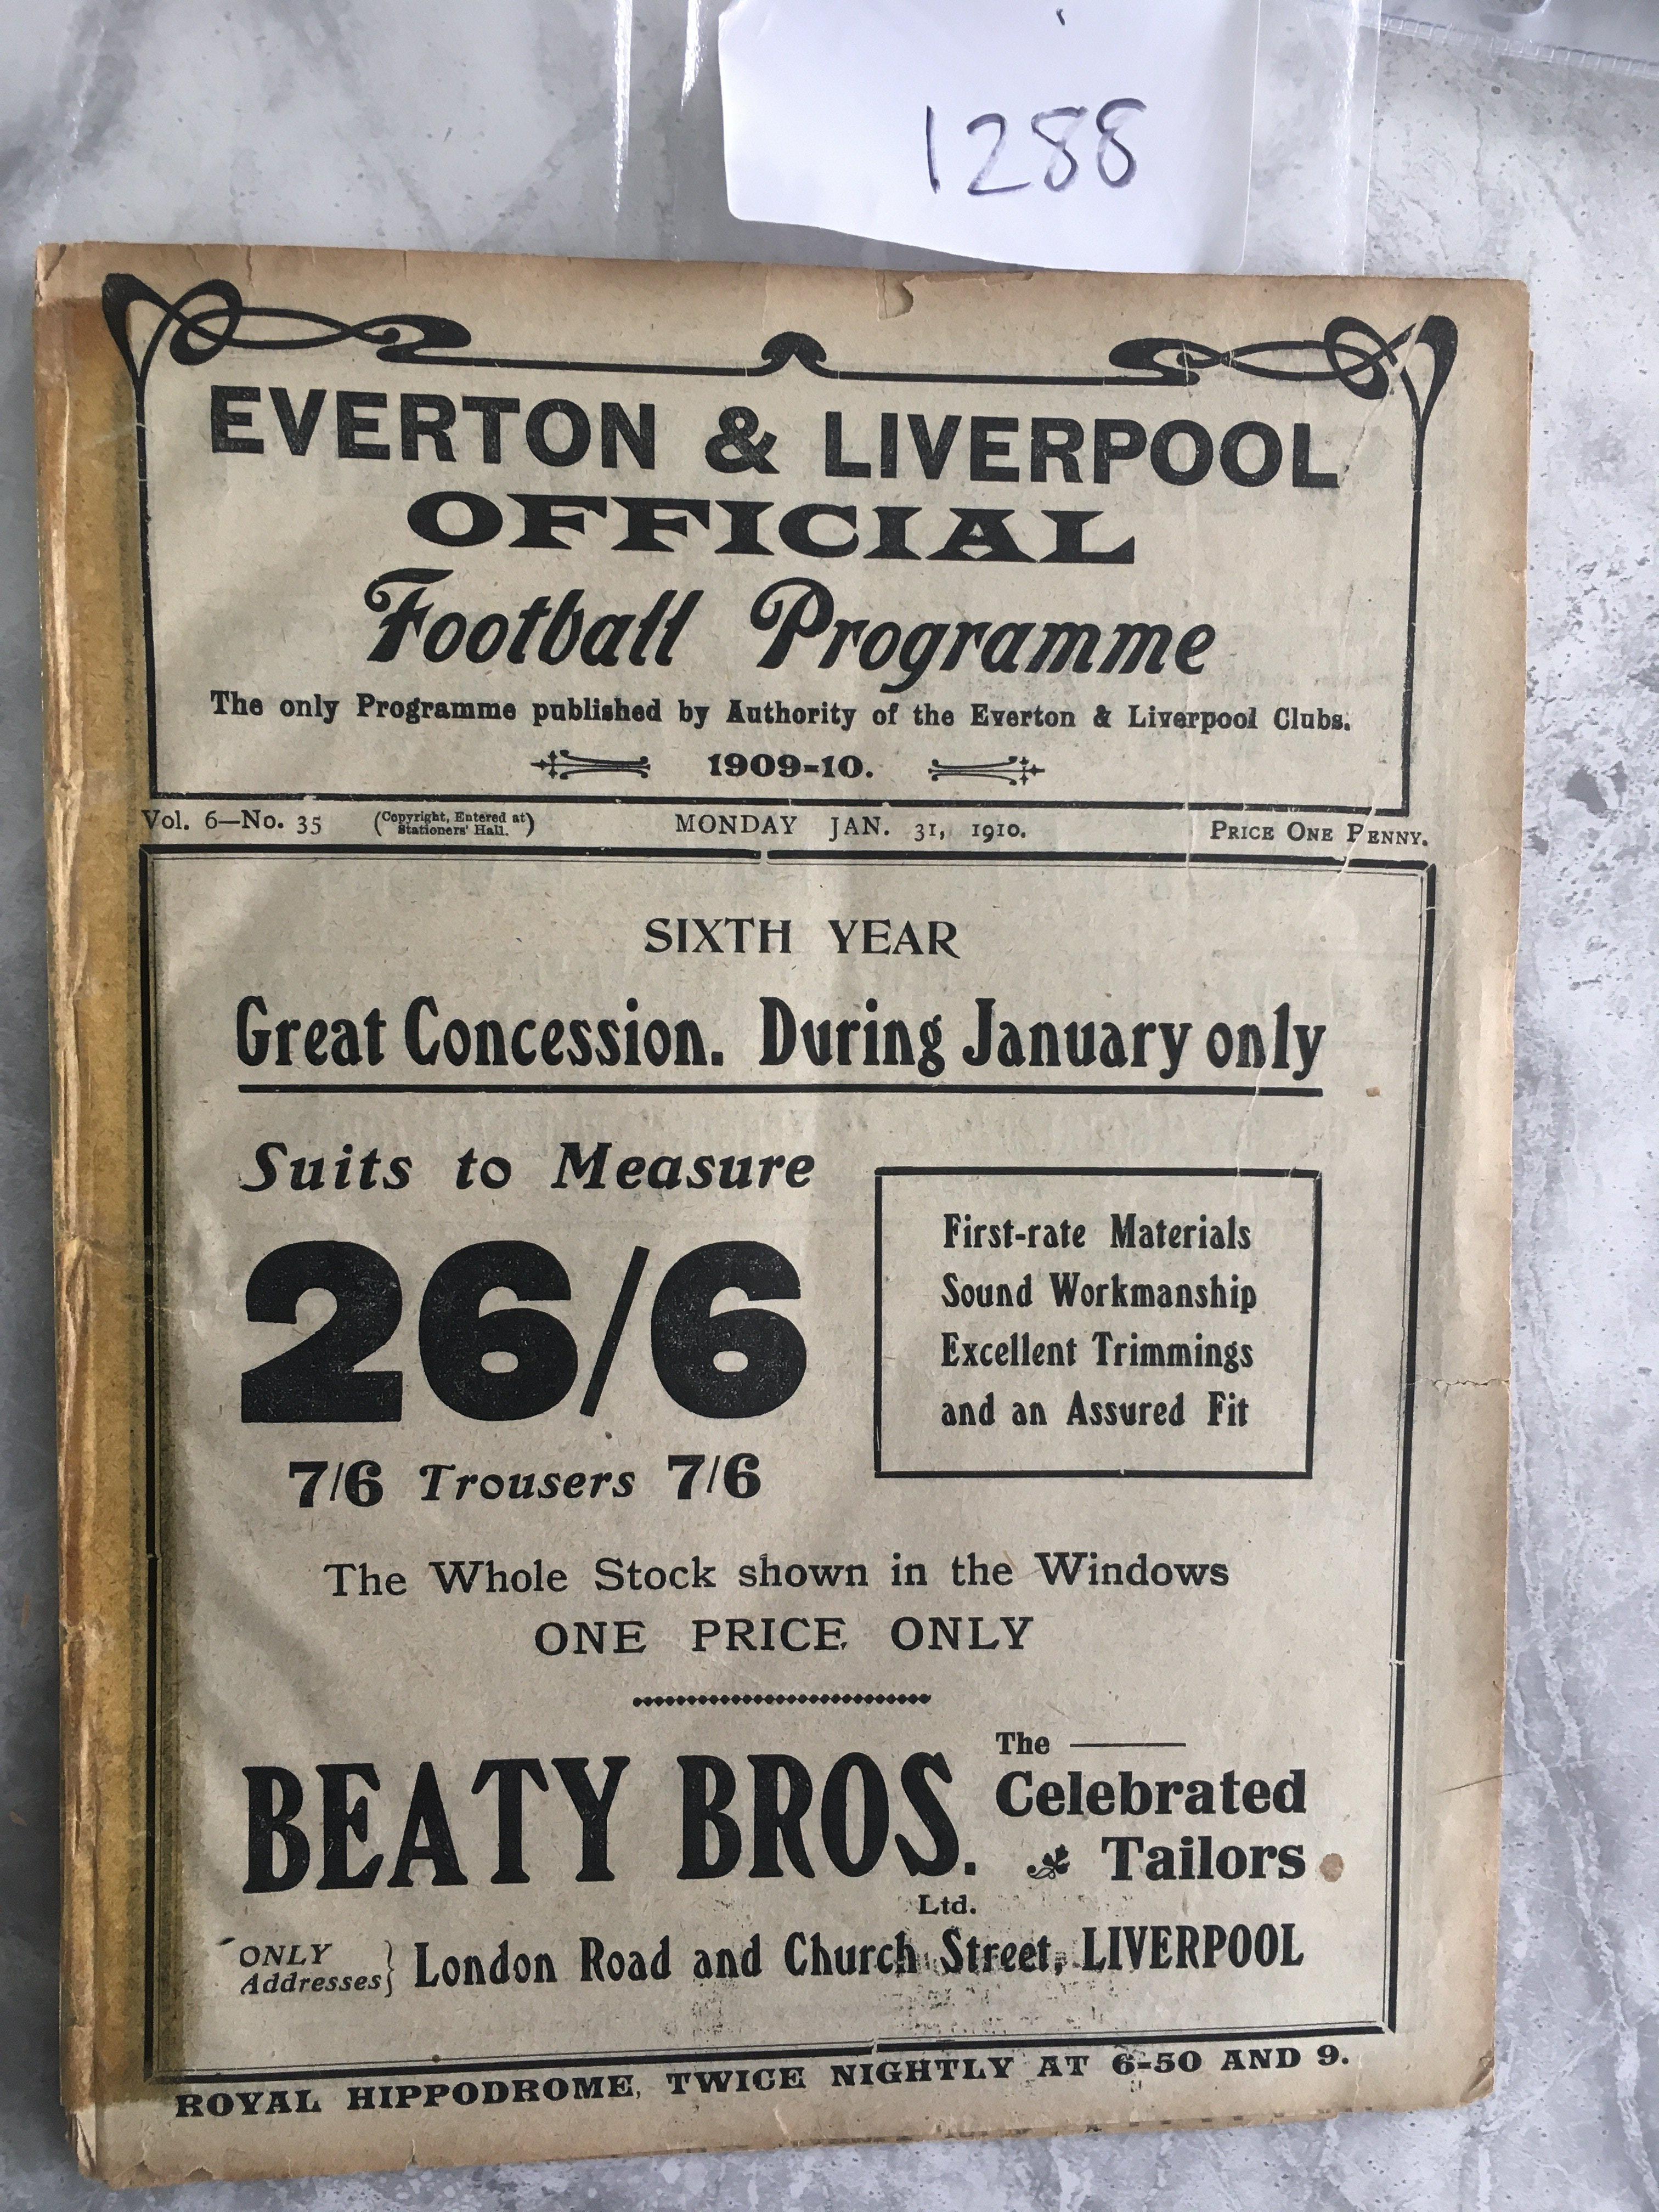 1288
EVERTON & LIVERPOOL
OFFICIAL
Football Programme
The only Programme published by Authority of the Everton & Liverpool Clubs.
1909-10.
Vol. 6—No. 35 (Copyright, Entered at Stationers' Hall.) MONDAY JAN. 31, 1910. PRICE ONE PENNY.
SIXTH YEAR
Great Concession. During January only
Suits to Measure
26/6
7/6 Trousers 7/6
First-rate Materials
Sound Workmanship
Excellent Trimmings
and an Assured Fit
The Whole Stock shown in the Windows
ONE PRICE ONLY
BEATY BROS. Ltd.
The
Celebrated
Tailors
ONLY Addresses} London Road and Church Street, LIVERPOOL
ROYAL HIPPODROME, TWICE NIGHTLY AT 6-50 AND 9.